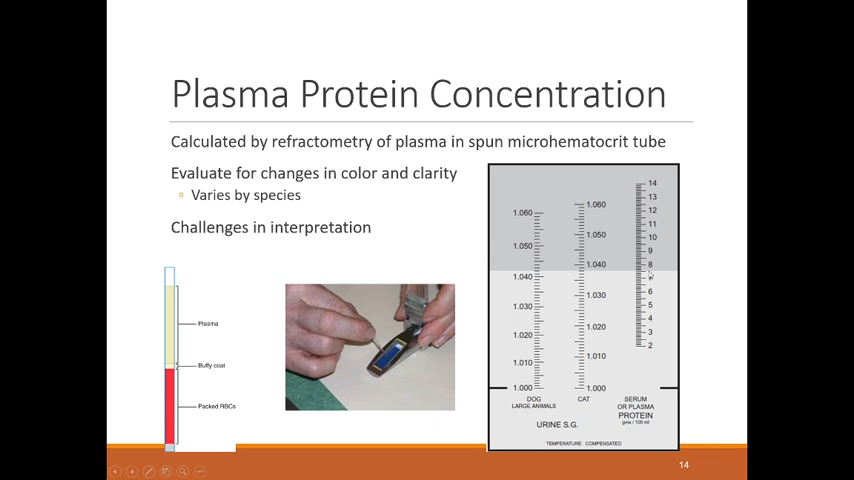 Plasma Protein Concentration
Calculated by refractometry of plasma in spun microhematocrit tube
Evaluate for changes in color and clarity
Varies by species
Challenges in interpretation
Plasma
Buffy coat
Packed RBCs
1.060
1.050
1.040
1.030
1.020
1.010
1.000
DOG
LARGE ANIMALS
1.060
1.050
1.040
1.030
1.020
1.010
1.000
CAT
14
13
12
11
10
9
8
6
5
4
3
2
SERUM
OR PLASMA
PROTEIN
gms / 100 ml
URINE S.G.
TEMPERATURE COMPENSATED
14